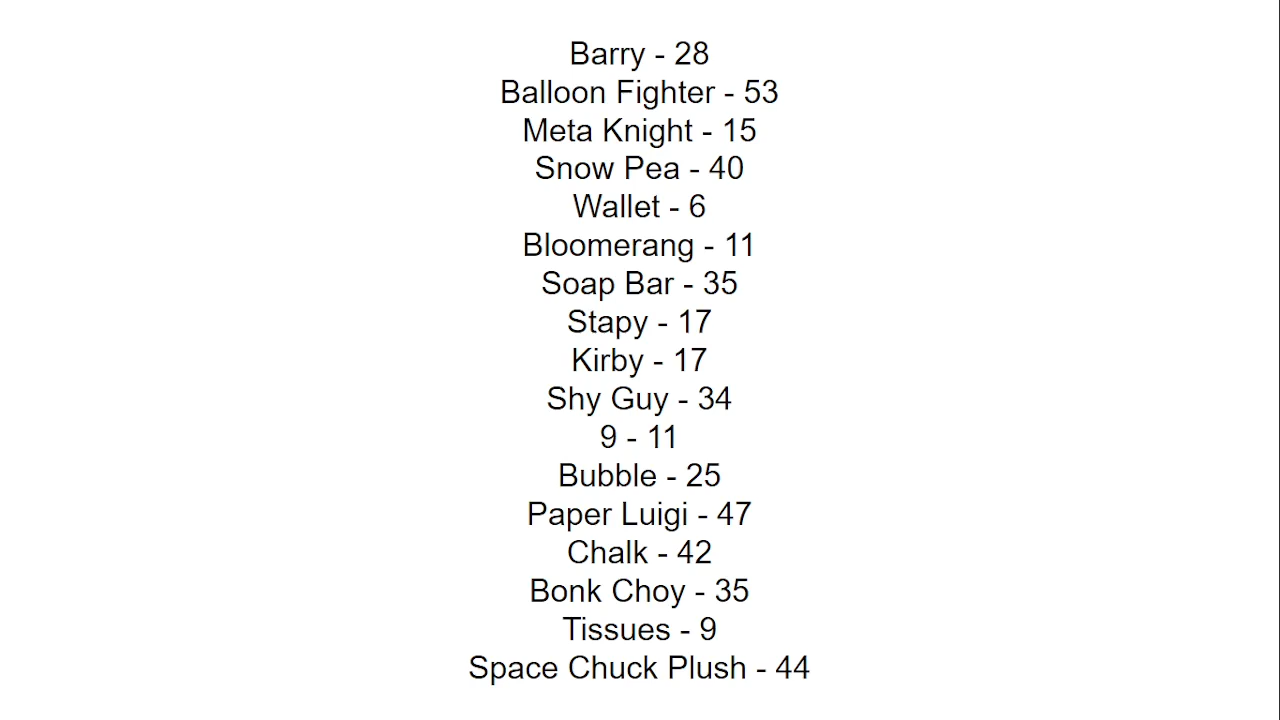 Barry - 28
Balloon Fighter - 53
Meta Knight - 15
Snow Pea - 40
Wallet - 6
Bloomerang - 11
Soap Bar - 35
Stapy - 17
Kirby - 17
Shy Guy - 34
9 - 11
Bubble - 25
Paper Luigi - 47
Chalk - 42
Bonk Choy - 35
Tissues - 9
Space Chuck Plush - 44